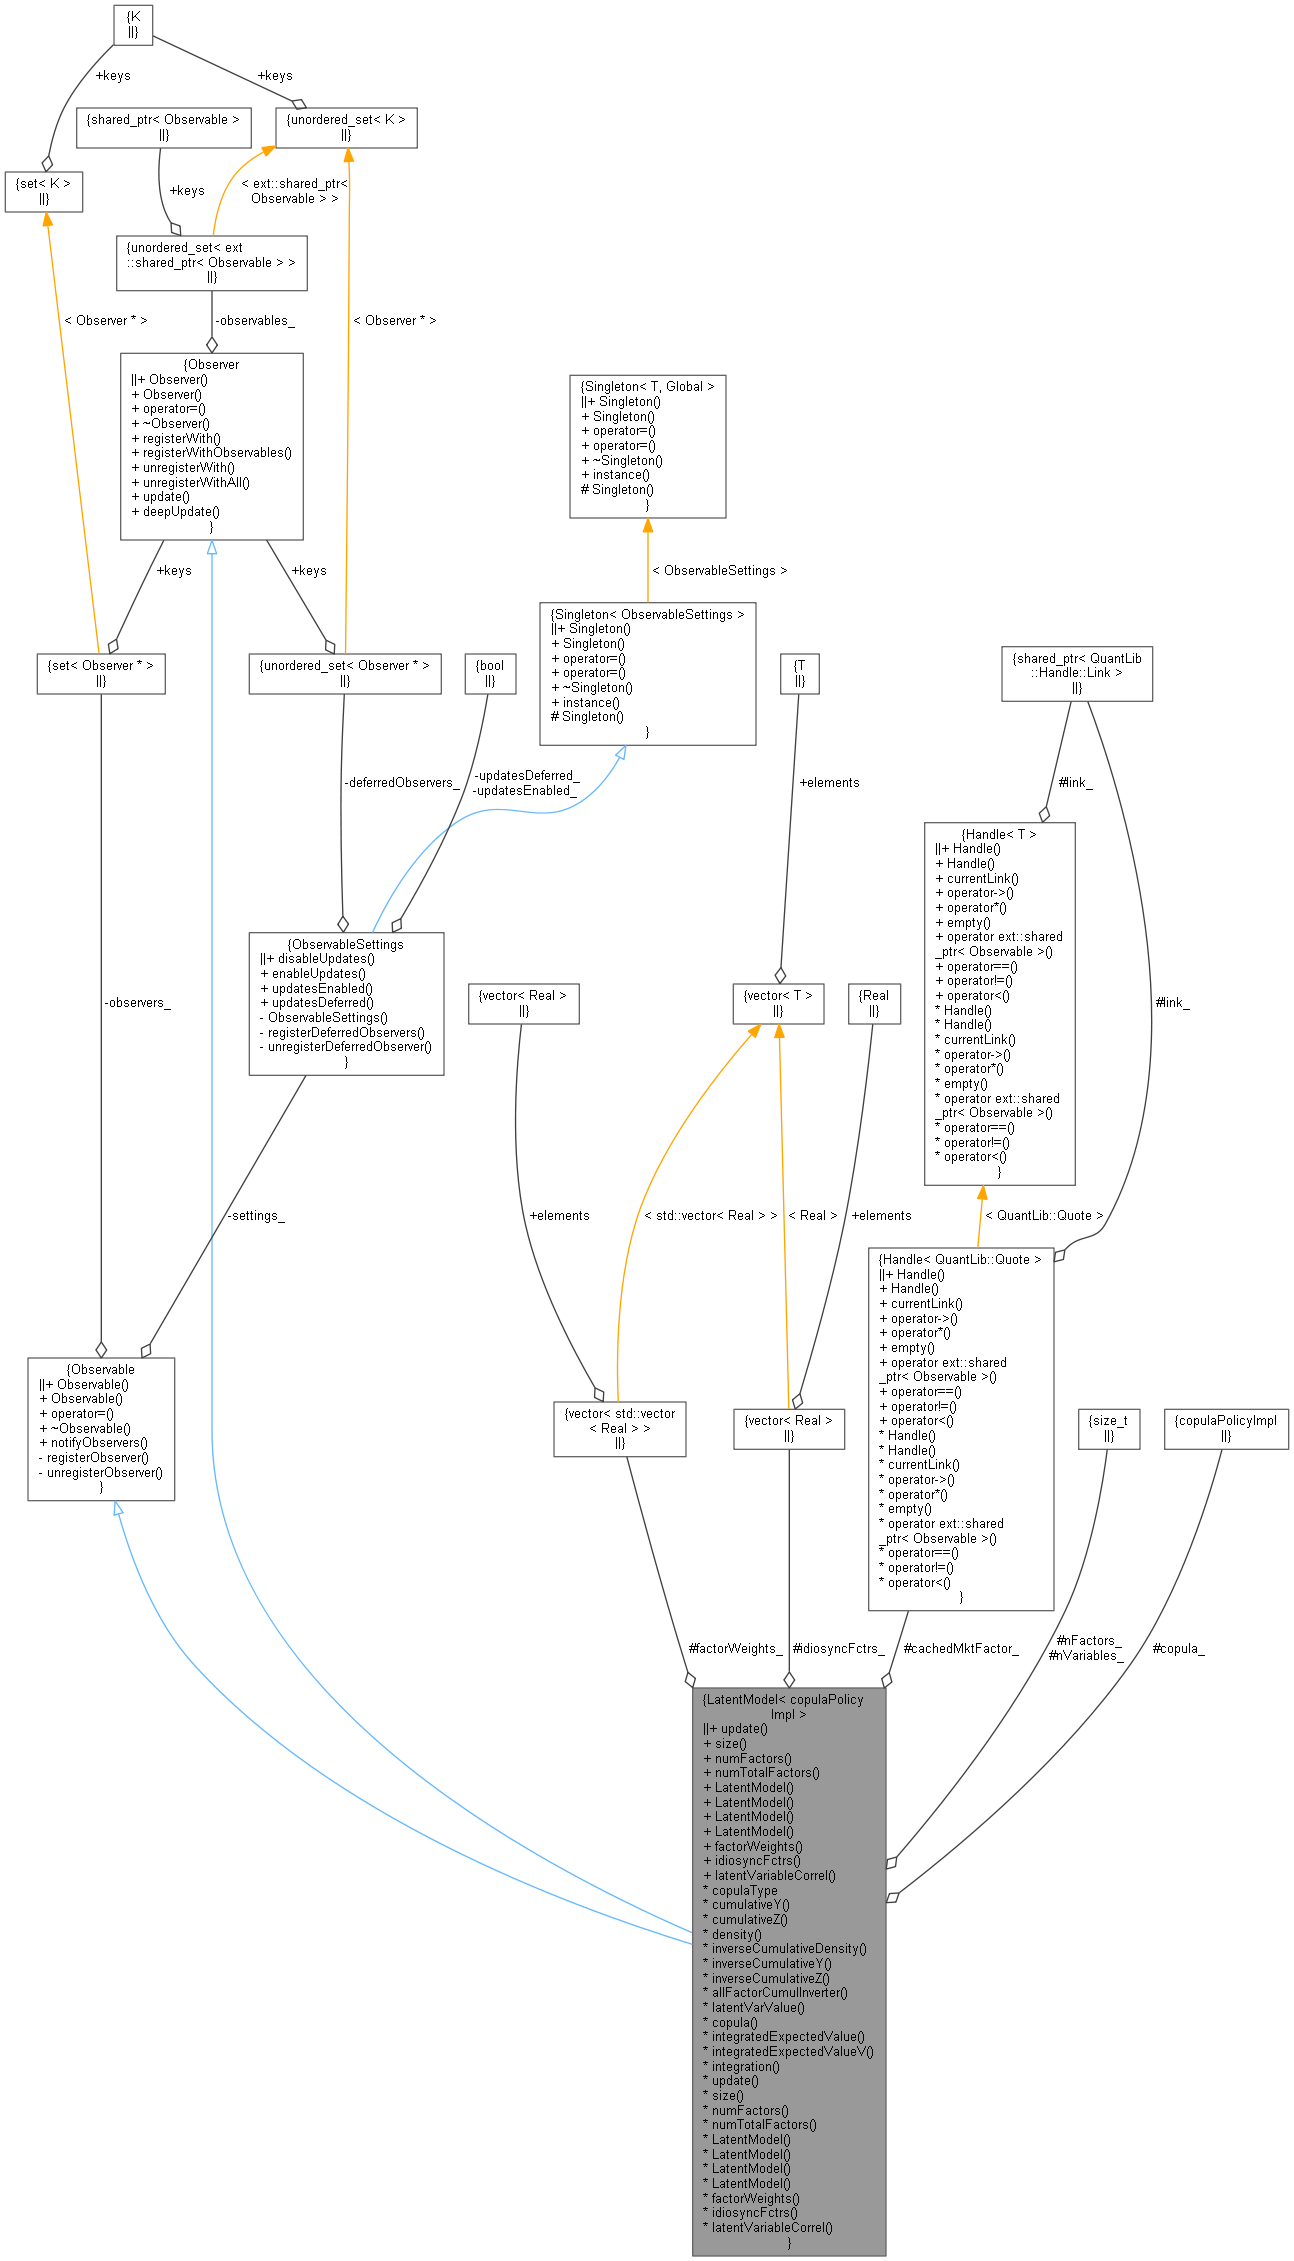 {K
||}
+keys
+keys
{shared_ptr< Observable >
||}
{unordered_set< K >
||}
{set< K >
||}
+keys
< ext::shared_ptr<
Observable > >
{unordered_set< ext
::shared_ptr< Observable > >
||}
< Observer * >
-observables_
< Observer * >
{Observer
||+ Observer()
+ Observer()
+ operator=()
+ ~Observer()
+ registerWith()
+ registerWithObservables()
+ unregisterWith()
+ unregisterWithAll()
+ update()
+ deepUpdate()
}
{Singleton< T, Global >
||+ Singleton()
+ Singleton()
+ operator=()
+ operator=()
+ ~Singleton()
+ instance()
# Singleton()
}
+keys
+keys
< ObservableSettings >
{Singleton< ObservableSettings >
||+ Singleton()
+ Singleton()
+ operator=()
+ operator=()
+ ~Singleton()
+ instance()
# Singleton()
}
{set< Observer * >
||}
{unordered_set< Observer * >
||}
{bool
||}
{T
||}
{shared_ptr< QuantLib
::Handle::Link >
||}
-deferredObservers_
-updatesDeferred_
-updatesEnabled_
+elements
#link_
{Handle< T >
||+ Handle()
+ Handle()
+ currentLink()
+ operator->()
+ operator*()
+ empty()
+ operator ext::shared
_ptr< Observable >()
+ operator==()
+ operator!=()
+ operator<()
* Handle()
* Handle()
* currentLink()
* operator->()
* operator*()
* empty()
* operator ext::shared
_ptr< Observable >()
* operator==()
* operator!=()
* operator<()
}
{ObservableSettings
||+ disableUpdates()
+ enableUpdates()
+ updatesEnabled()
+ updatesDeferred()
- ObservableSettings()
- registerDeferredObservers()
- unregisterDeferredObserver()
}
-observers_
{vector< Real >
||}
{vector< T >
||}
{Real
||}
#link_
-settings_
+elements
< std::vector< Real > >
< Real >
+elements
< QuantLib::Quote >
{Handle< QuantLib::Quote >
||+ Handle()
+ Handle()
+ currentLink()
+ operator->()
+ operator*()
+ empty()
+ operator ext::shared
_ptr< Observable >()
+ operator==()
+ operator!=()
+ operator<()
* Handle()
* Handle()
* currentLink()
* operator->()
* operator*()
* empty()
* operator ext::shared
_ptr< Observable >()
* operator==()
* operator!=()
* operator<()
}
{Observable
||+ Observable()
+ Observable()
+ operator=()
+ ~Observable()
+ notifyObservers()
- registerObserver()
- unregisterObserver()
}
{vector< std::vector
< Real > >
||}
{vector< Real >
||}
{size_t
||}
{copulaPolicyImpl
||}
#factorWeights_
#idiosyncFctrs_
#cachedMktFactor_
#nFactors_
#nVariables_
#copula_
{LatentModel< copulaPolicy
Impl >
||+ update()
+ size()
+ numFactors()
+ numTotalFactors()
+ LatentModel()
+ LatentModel()
+ LatentModel()
+ LatentModel()
+ factorWeights()
+ idiosyncFctrs()
+ latentVariableCorrel()
* copulaType
* cumulativeY()
* cumulativeZ()
* density()
* inverseCumulativeDensity()
* inverseCumulativeY()
* inverseCumulativeZ()
* allFactorCumulInverter()
* latentVarValue()
* copula()
* integratedExpectedValue()
* integratedExpectedValueV()
* integration()
* update()
* size()
* numFactors()
* numTotalFactors()
* LatentModel()
* LatentModel()
* LatentModel()
* LatentModel()
* factorWeights()
* idiosyncFctrs()
* latentVariableCorrel()
}